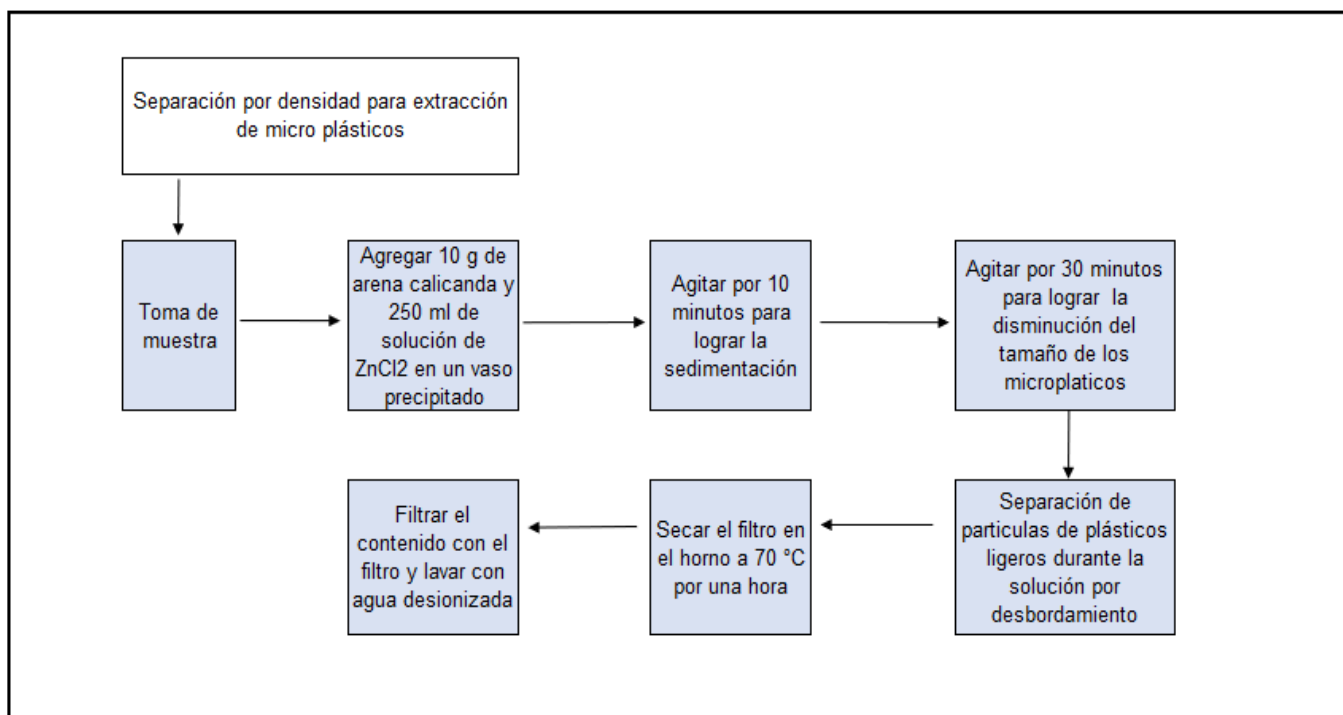 Separación por densidad para extracción
de micro plásticos
Toma de
muestra
Agregar 10 g de
arena calicanda y
250 ml de
solución de
ZnCl2 en un vaso
precipitado
Agitar por 10
minutos para
lograr la
sedimentación
Agitar por 30 minutos
para lograr la
disminución del
tamaño de los
microplaticos
Separación de
particulas de plásticos
ligeros durante la
solución por
desbordamiento
Secar el filtro en
el horno a 70 °C
por una hora
Filtrar el
contenido con el
filtro y lavar con
agua desionizada